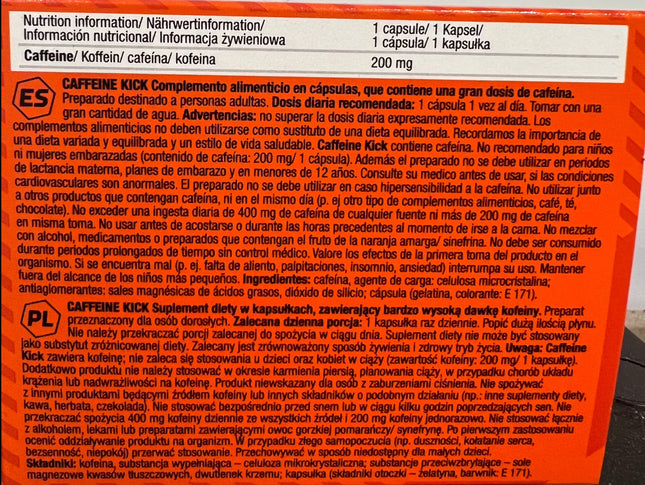 Nutrition information/ Nährwertinformation/
Información nutricional/ Informacja żywieniowa
1 capsule/ 1 Kapsel/
1 cápsula/ 1 kapsułka
Caffeine/ Koffein/ cafeína/ kofeina
200 mg
ES
CAFFEINE KICK Complemento alimenticio en cápsulas, que contiene una gran dosis de cafeína.
Preparado destinado a personas adultas. Dosis diaria recomendada: 1 cápsula 1 vez al día. Tomar con una
gran cantidad de agua. Advertencias: no superar la dosis diaria expresamente recomendada. Los
complementos alimenticios no deben utilizarse como sustituto de una dieta equilibrada. Recordamos la importancia de
una dieta variada y equilibrada y un estilo de vida saludable. Caffeine Kick contiene cafeína. No recomendado para niños
ni mujeres embarazadas (contenido de cafeína: 200 mg/ 1 cápsula). Además el preparado no se debe utilizar en periodos
de lactancia materna, planes de embarazo y en menores de 12 años. Consulte su medico antes de usar, si las condiciones
cardiovasculares son anormales. El preparado no se debe utilizar en caso hipersensibilidad a la cafeína. No utilizar junto
a otros productos que contengan cafeína, ni en el mismo día (p. ej otro tipo de complementos alimenticios, café, té,
chocolate). No exceder una ingesta diaria de 400 mg de cafeína de cualquier fuente ni más de 200 mg de cafeína
en misma toma. No usar antes de acostarse o durante las horas precedentes al momento de irse a la cama. No mezclar
con alcohol, medicamentos o preparados que contengan el fruto de la naranja amarga/ sinefrina. No debe ser consumido
durante periodos prolongados de tiempo sin control médico. Valore los efectos de la primera toma del producto en el
organismo. Si se encuentra mal (p. ej. falta de aliento, palpitaciones, insomnio, ansiedad) interrumpa su uso. Mantener
fuera del alcance de los niños más pequeños. Ingredientes: cafeína, agente de carga: celulosa microcristalina;
antiaglomerantes: sales magnésicas de ácidos grasos, dióxido de silicio; cápsula (gelatina, colorante: E 171).
PL
CAFFEINE KICK Suplement diety w kapsułkach, zawierający bardzo wysoką dawkę kofeiny. Preparat
przeznaczony dla osób dorosłych. Zalecana dzienna porcja: 1 kapsułka raz dziennie. Popić dużą ilością płynu.
Nie należy przekraczać porcji zalecanej do spożycia w ciągu dnia. Suplement diety nie może być stosowany
jako substytut zróżnicowanej diety. Zalecany jest zrównoważony sposób żywienia i zdrowy tryb życia. Uwaga: Caffeine
Kick zawiera kofeinę; nie zaleca się stosowania u dzieci oraz kobiet w ciąży (zawartość kofeiny: 200 mg/ 1 kapsułkę).
Dodatkowo produktu nie należy stosować w okresie karmienia piersią, planowania ciąży, w przypadku chorób układu
krążenia lub nadwrażliwości na kofeinę. Produkt niewskazany dla osób z zaburzeniami ciśnienia. Nie spożywać
z innymi produktami będącymi źródłem kofeiny lub innych składników o podobnym działaniu (np.: inne suplementy diety,
kawa, herbata, czekolada). Nie stosować bezpośrednio przed snem lub w ciągu kilku godzin poprzedzających sen. Nie
przekraczać spożycia 400 mg kofeiny dziennie ze wszystkich źródeł i 200 mg kofeiny jednorazowo. Nie stosować łącznie
z alkoholem, lekami lub preparatami zawierającymi owoc gorzkiej pomarańczy/ synefrynę. Po pierwszym zastosowaniu
ocenić oddziaływanie produktu na organizm. W przypadku złego samopoczucia (np. duszności, kołatanie serca,
bezsenność, niepokój) przerwać stosowanie. Przechowywać w sposób niedostępny dla małych dzieci.
Składniki: kofeina, substancja wypełniająca – celuloza mikrokrystaliczna; substancje przeciwzbrylające – sole
magnezowe kwasów tłuszczowych, dwutlenek krzemu; kapsułka (składniki otoczki – żelatyna, barwnik: E 171).